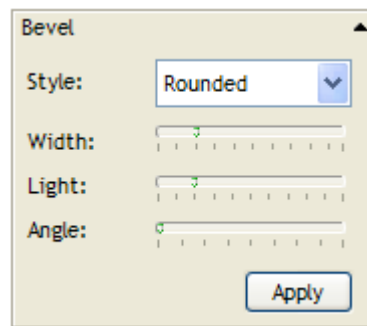 Bevel
Style: Rounded
Width:
Light:
Angle:
Apply